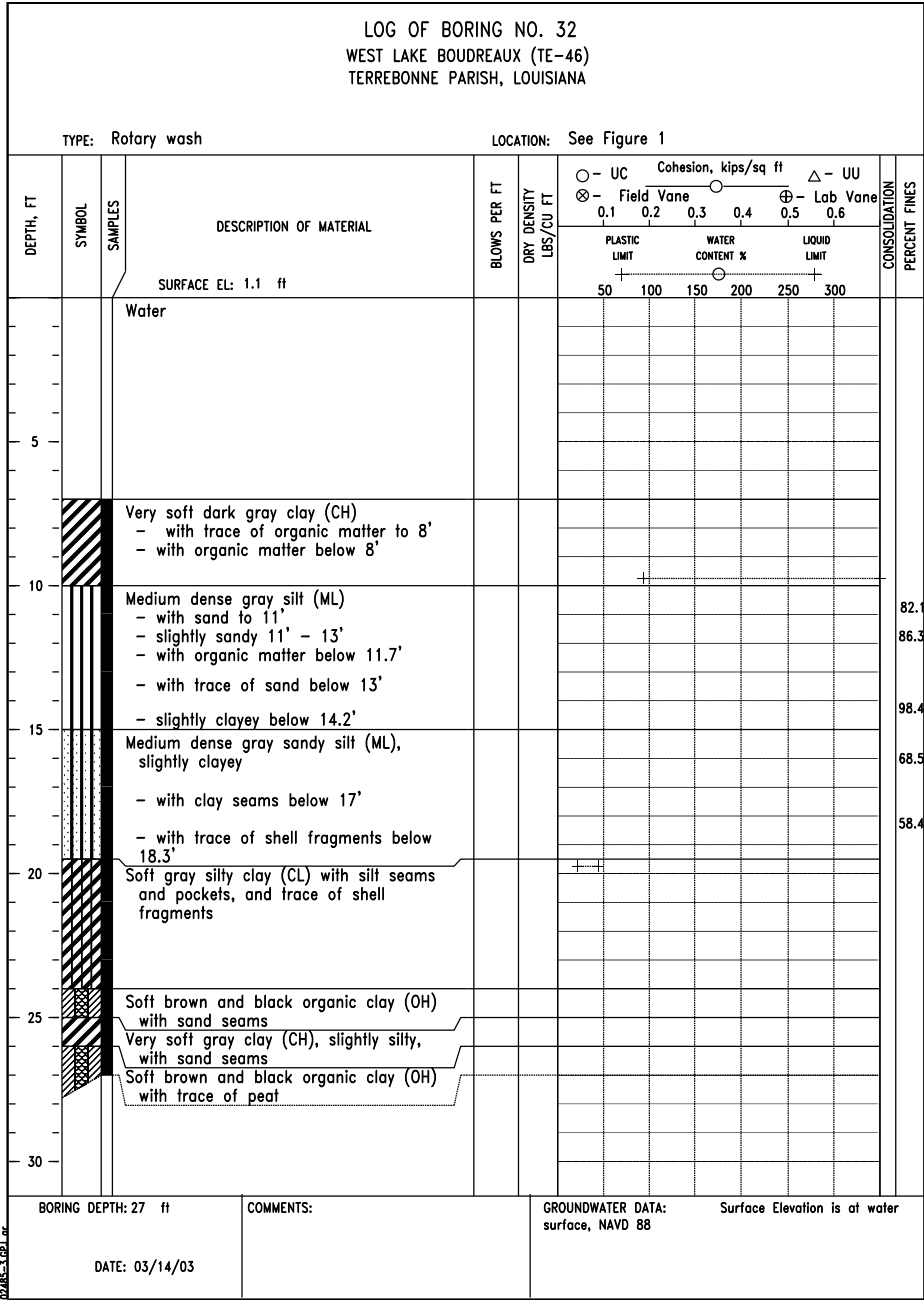 LOG OF BORING NO. 32
WEST LAKE BOUDREAUX (TE-46)
TERREBONNE PARISH, LOUISIANA
TYPE: Rotary wash
LOCATION: See Figure 1
DEPTH, FT
SYMBOL
SAMPLES
DESCRIPTION OF MATERIAL
SURFACE EL: 1.1 ft
BLOWS PER FT
DRY DENSITY
LBS/CU FT
- UC Cohesion, kips/sq ft - UU
- Field Vane - Lab Vane
0.1 0.2 0.3 0.4 0.5 0.6
PLASTIC LIMIT
WATER CONTENT %
LIQUID LIMIT
50 100 150 200 250 300
CONSOLIDATION
PERCENT FINES
Water
5
Very soft dark gray clay (CH)
- with trace of organic matter to 8'
- with organic matter below 8'
10
Medium dense gray silt (ML)
- with sand to 11'
82.1
- slightly sandy 11' - 13'
86.3
- with organic matter below 11.7'
- with trace of sand below 13'
98.4
- slightly clayey below 14.2'
15
Medium dense gray sandy silt (ML),
slightly clayey
68.5
- with clay seams below 17'
58.4
- with trace of shell fragments below
18.3'
20
Soft gray silty clay (CL) with silt seams
and pockets, and trace of shell
fragments
Soft brown and black organic clay (OH)
25
with sand seams
Very soft gray clay (CH), slightly silty,
with sand seams
Soft brown and black organic clay (OH)
with trace of peat
30
BORING DEPTH: 27 ft
DATE: 03/14/03
COMMENTS:
GROUNDWATER DATA: Surface Elevation is at water
surface, NAVD 88